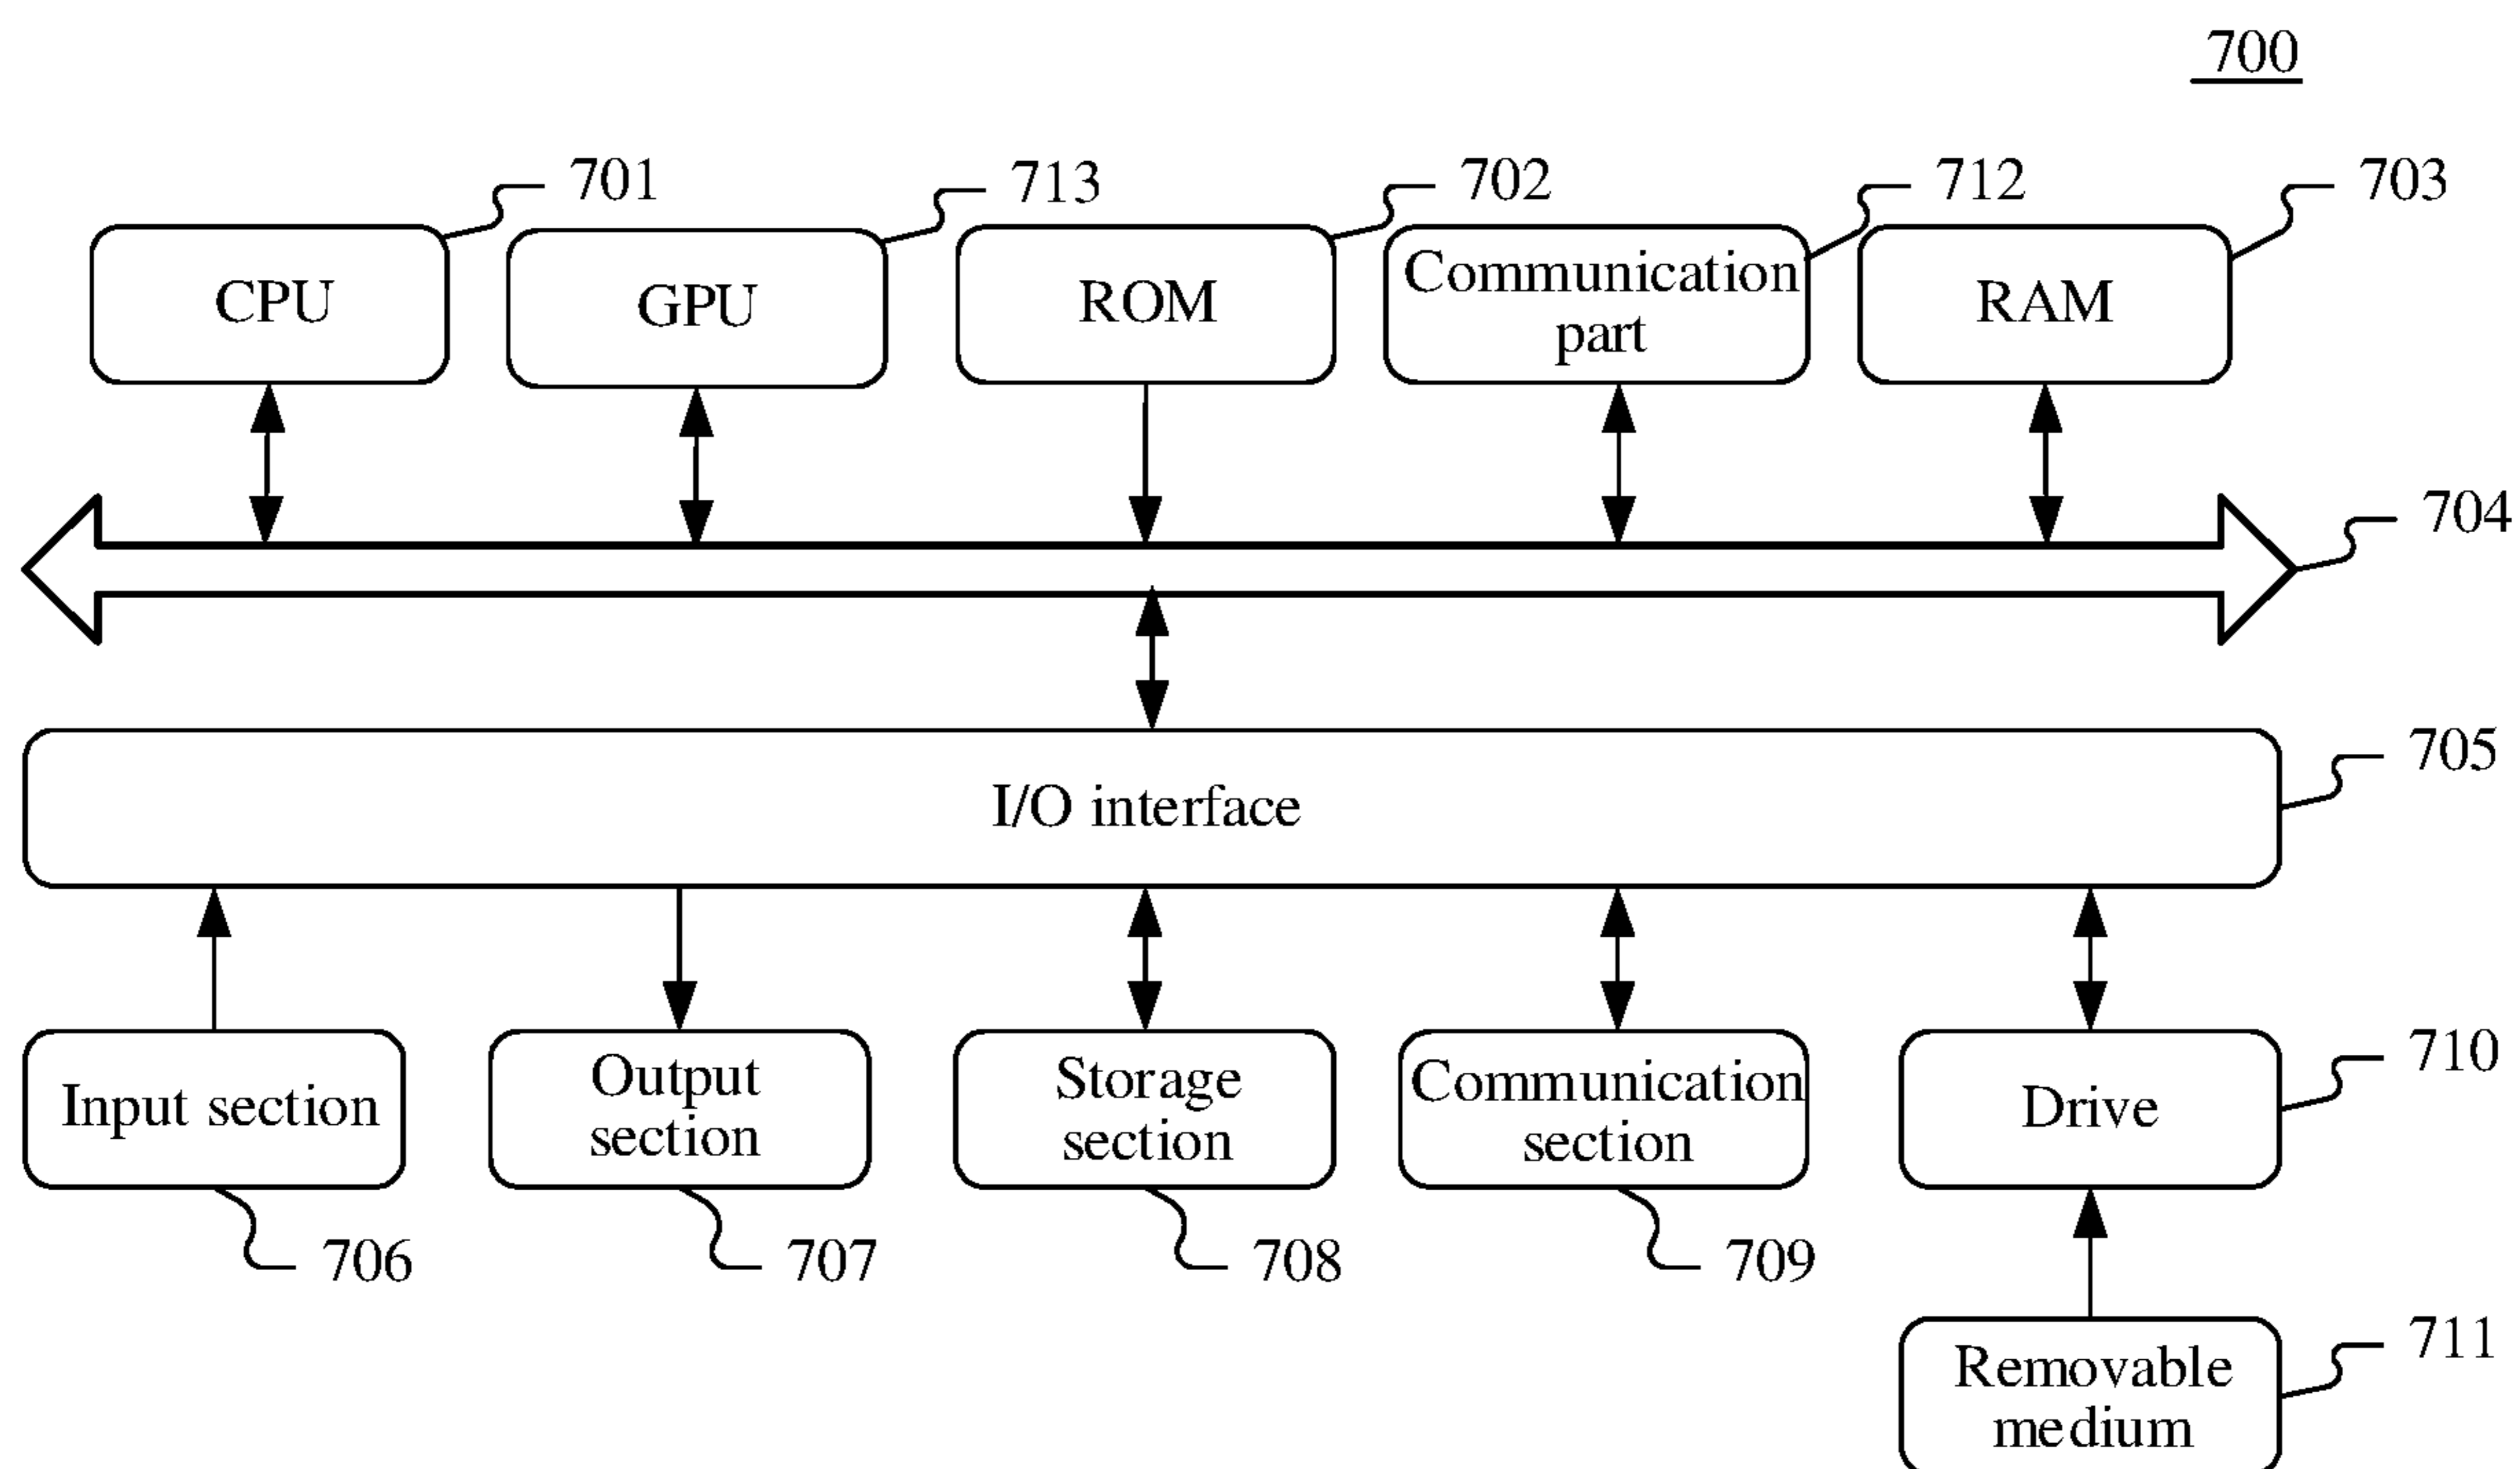 700
701
713
702
712
703
CPU
GPU
ROM
Communication
part
RAM
704
705
I/O interface
Input section
Output
section
Storage
section
Communication
section
Drive
710
706
707
708
709
711
Removable
medium